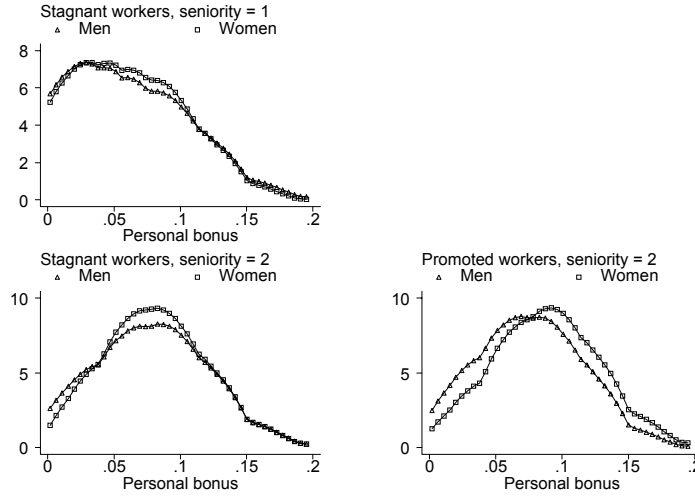 Stagnant workers, seniority = 1
Men Women
8
6
4
2
0
0 .05 .1 .15 .2
Personal bonus
Stagnant workers, seniority = 2
Men Women
10
5
0
0 .05 .1 .15 .2
Personal bonus
Promoted workers, seniority = 2
Men Women
10
5
0
0 .05 .1 .15 .2
Personal bonus